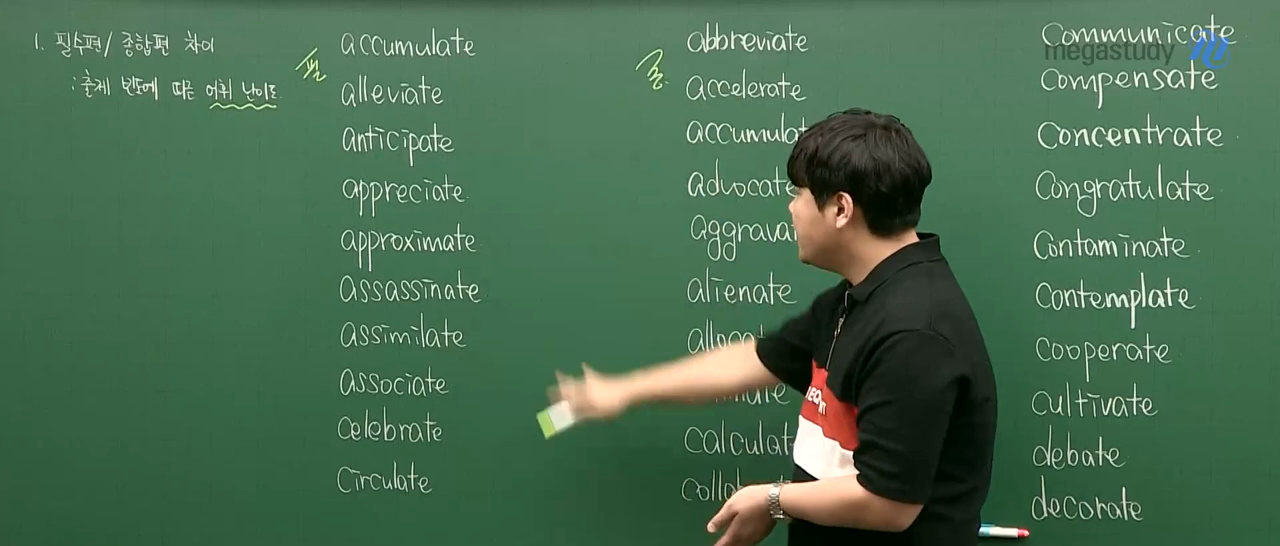 1. 필수편/ 종합편 차이
: 출제 빈도에 따른 어휘 난이도
필
accumulate
alleviate
anticipate
appreciate
approximate
assassinate
assimilate
associate
celebrate
circulate
종
abbreviate
accelerate
accumulat
advocate
aggrava
alienate
allocat
calculat
Communicate
megastudy
Compensate
Concentrate
Congratulate
Contaminate
Contemplate
cooperate
cultivate
debate
decorate